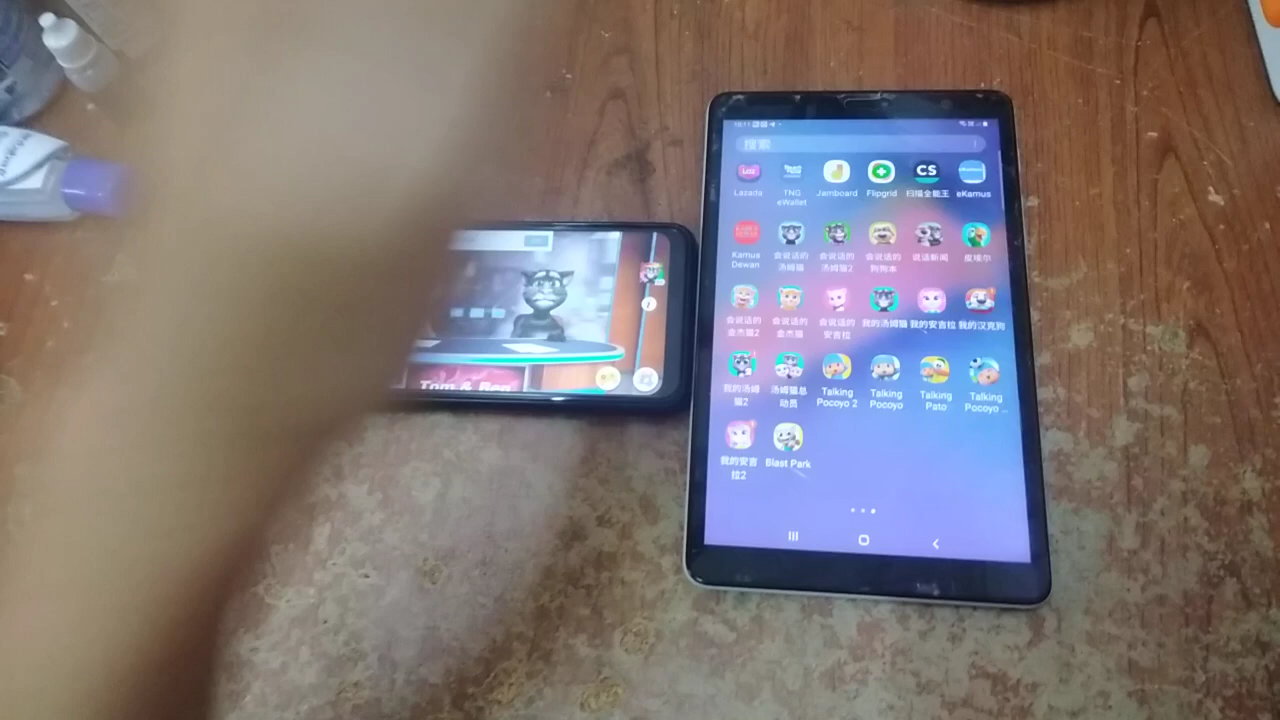 搜索
Laz
CS
Lazada
TNG
eWallet
Jamboard
Flipgrid
扫描全能王
eKamus
Kamus
Dewan
会说话的
汤姆猫
会说话的
汤姆猫2
会说话的
狗狗本
说话新闻
皮埃尔
会说话的
金杰猫2
会说话的
金杰猫
会说话的
安吉拉
我的汤姆猫
我的安吉拉
我的汉克狗
我的汤姆
猫2
汤姆猫总
动员
Talking
Pocoyo 2
Talking
Pocoyo
Talking
Pato
Talking
Pocoyo ...
我的安吉
拉2
Blast Park
Tom & Ben